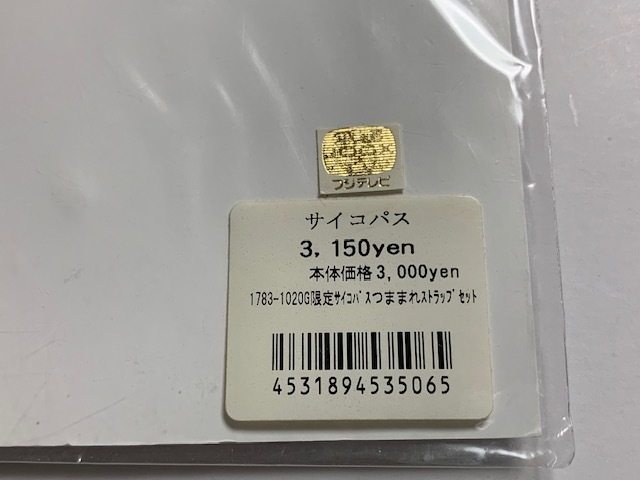 フジテレビ
サイコパス
3,150yen
本体価格3,000yen
1783-1020G限定ｻｲｺﾊﾟｽつままれｽﾄﾗｯﾌﾟｾｯﾄ
4531894535065